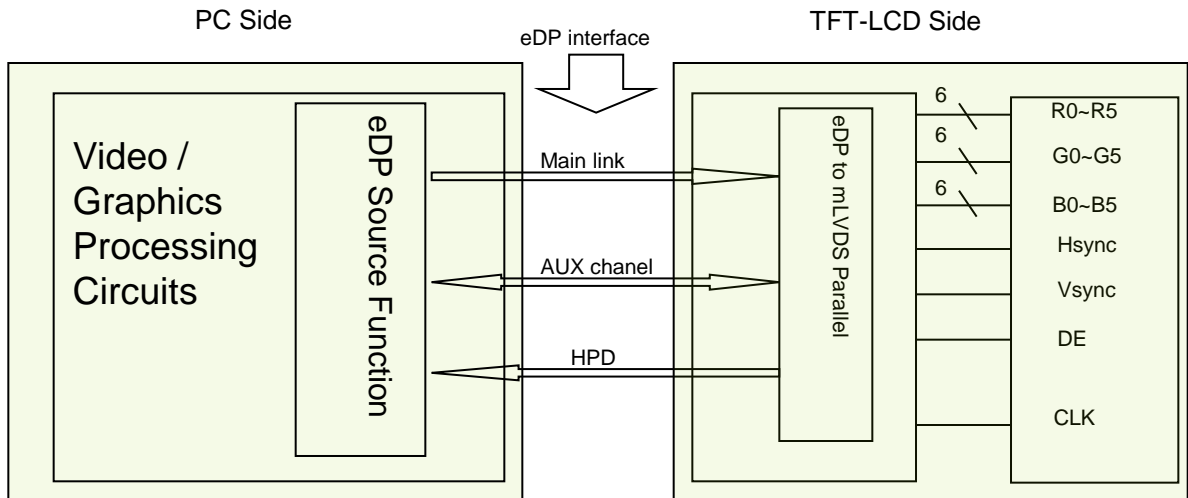 PC Side
eDP interface
TFT-LCD Side
Video /
Graphics
Processing
Circuits
eDP Source Function
Main link
AUX chanel
HPD
eDP to mLVDS Parallel
6
R0~R5
6
G0~G5
6
B0~B5
Hsync
Vsync
DE
CLK